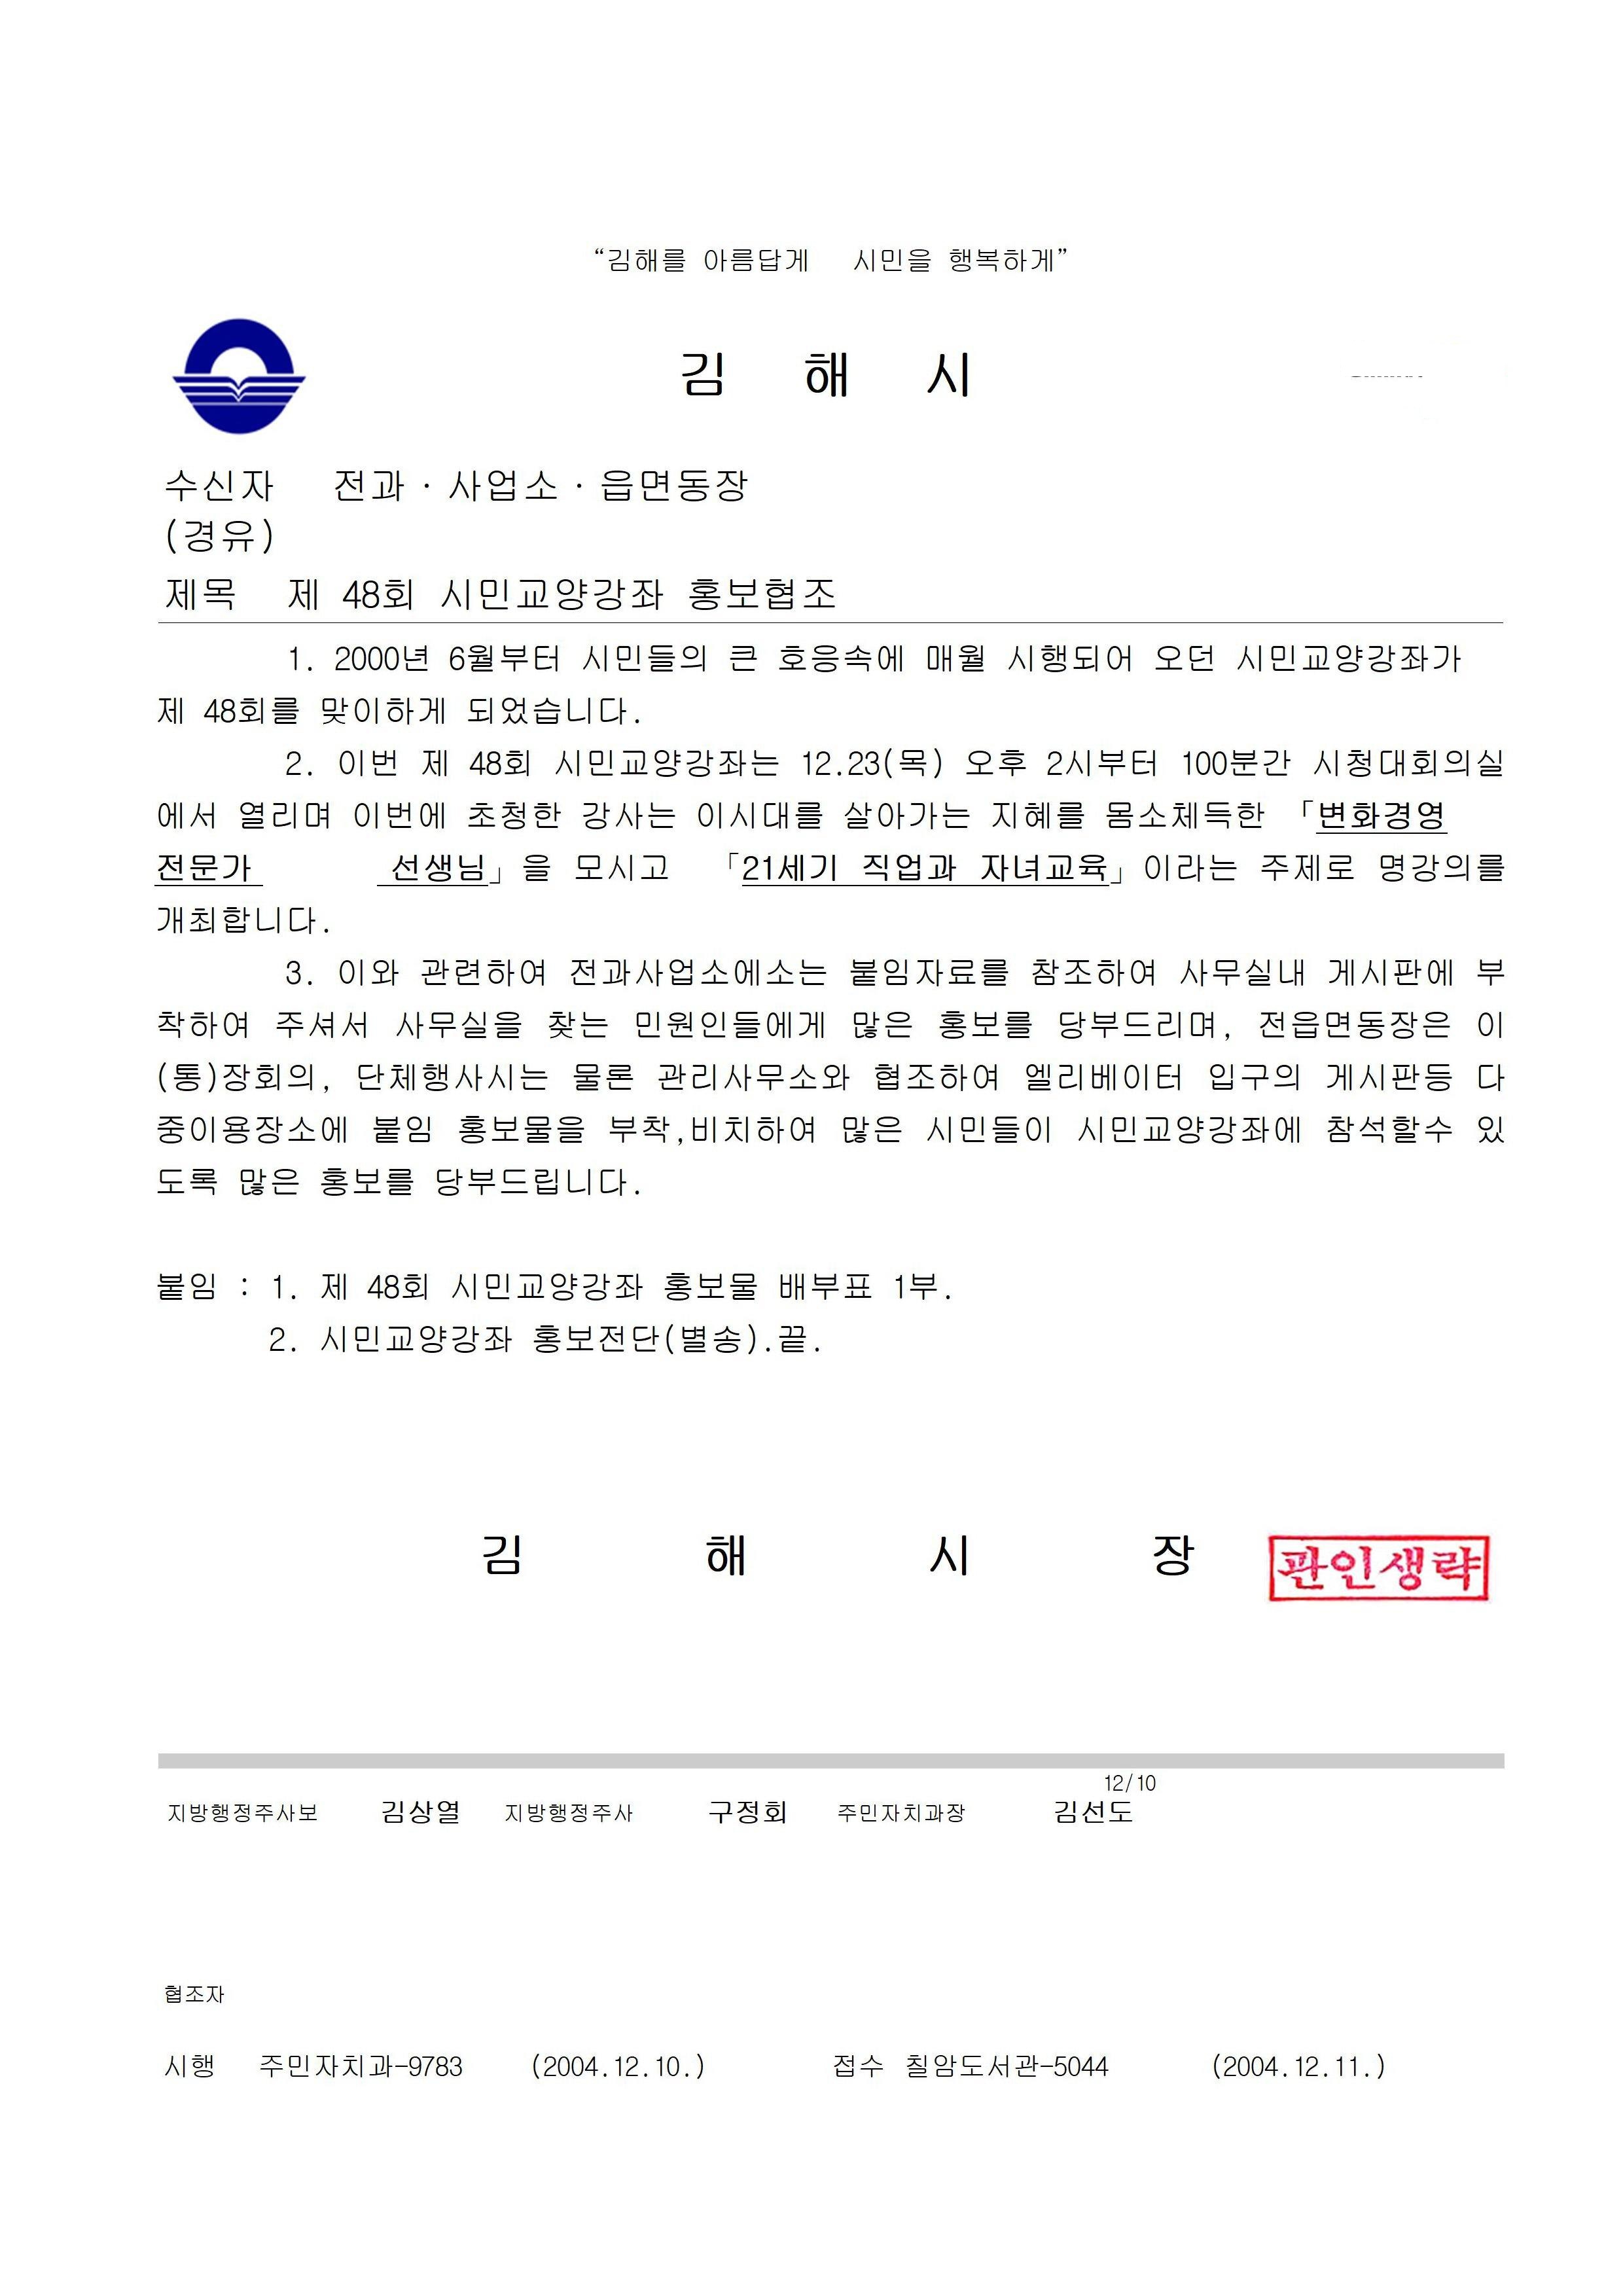 “김해를 아름답게 시민을 행복하게”
김 해 시
수신자 전과 · 사업소 · 읍면동장
(경유)
제목 제 48회 시민교양강좌 홍보협조
1. 2000년 6월부터 시민들의 큰 호응속에 매월 시행되어 오던 시민교양강좌가
제 48회를 맞이하게 되었습니다.
2. 이번 제 48회 시민교양강좌는 12.23(목) 오후 2시부터 100분간 시청대회의실
에서 열리며 이번에 초청한 강사는 이시대를 살아가는 지혜를 몸소체득한 「변화경영
전문가 선생님」을 모시고 「21세기 직업과 자녀교육」이라는 주제로 명강의를
개최합니다.
3. 이와 관련하여 전과사업소에소는 붙임자료를 참조하여 사무실내 게시판에 부
착하여 주셔서 사무실을 찾는 민원인들에게 많은 홍보를 당부드리며, 전읍면동장은 이
(통)장회의, 단체행사시는 물론 관리사무소와 협조하여 엘리베이터 입구의 게시판등 다
중이용장소에 붙임 홍보물을 부착,비치하여 많은 시민들이 시민교양강좌에 참석할수 있
도록 많은 홍보를 당부드립니다.
붙임 : 1. 제 48회 시민교양강좌 홍보물 배부표 1부.
2. 시민교양강좌 홍보전단(별송).끝.
김 해 시 장 관인생략
12/10
지방행정주사보 김상열 지방행정주사 구정회 주민자치과장 김선도
협조자
시행 주민자치과-9783 (2004.12.10.) 접수 칠암도서관-5044 (2004.12.11.)